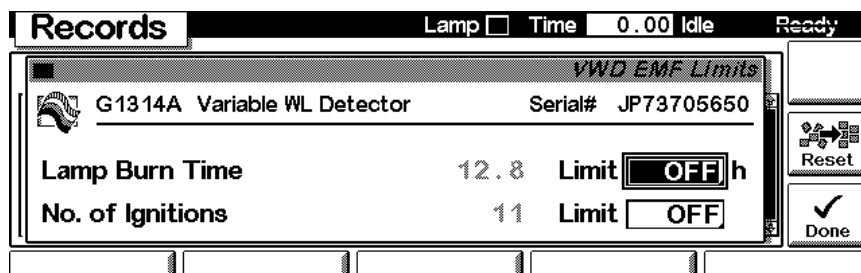 Records Lamp Time 0.00 Idle Ready
VWD EMF Limits
G1314A Variable WL Detector Serial# JP73705650
Reset
Lamp Burn Time 12.8 Limit OFF h
No. of Ignitions 11 Limit OFF
Done